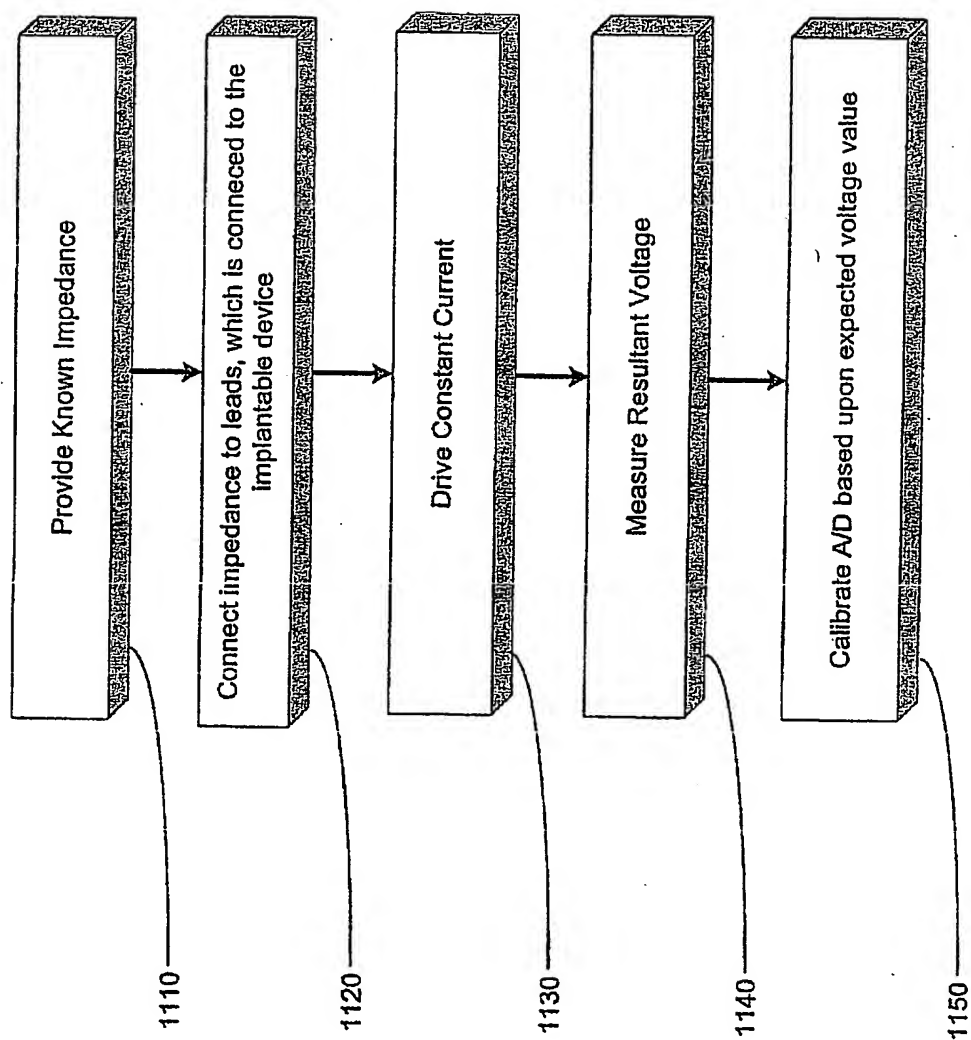 Provide Known Impedance
1110
Connect impedance to leads, which is conneced to the
implantable device
1120
Drive Constant Current
1130
Measure Resultant Voltage
1140
Calibrate A/D based upon expected voltage value
1150